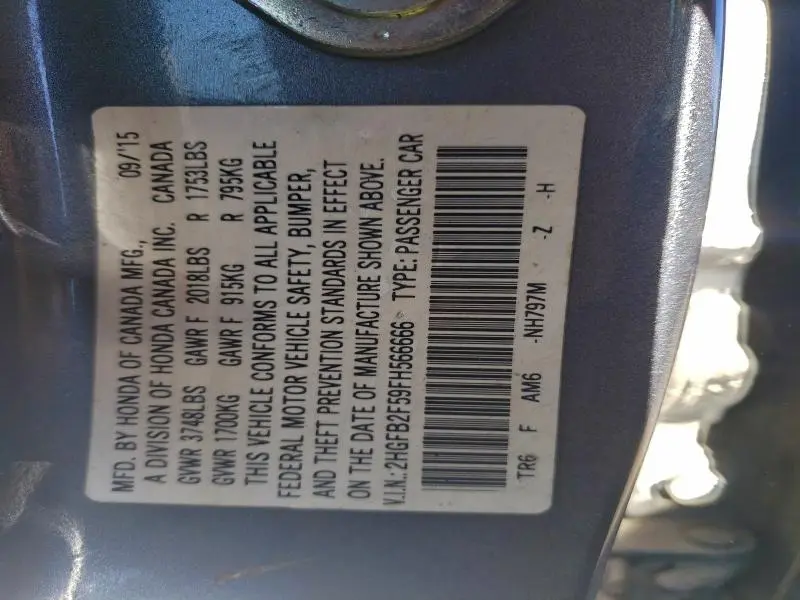 MFD. BY HONDA OF CANADA MFG., 09/'15
A DIVISION OF HONDA CANADA INC. CANADA
GVWR 3748LBS GAWR F 2018LBS R 1753LBS
GVWR 1700KG GAWR F 915KG R 795KG
THIS VEHICLE CONFORMS TO ALL APPLICABLE
FEDERAL MOTOR VEHICLE SAFETY, BUMPER,
AND THEFT PREVENTION STANDARDS IN EFFECT
ON THE DATE OF MANUFACTURE SHOWN ABOVE.
V.I.N.: 2HGFB2F59FH566666 TYPE: PASSENGER CAR
TR6 F AM6 -NH797M -Z -H